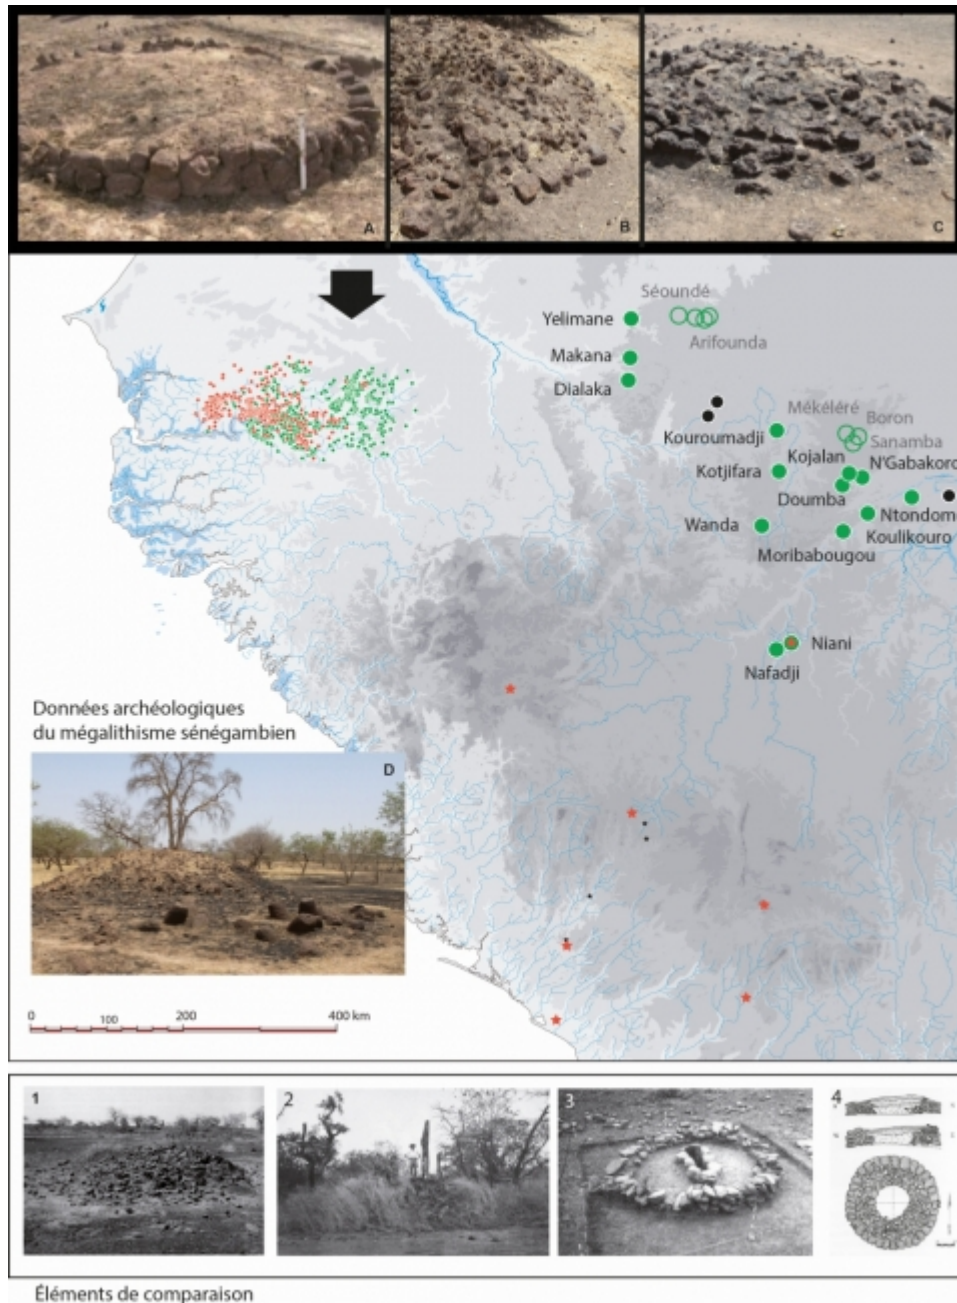 A
B
C
Séoundé
Yelimane
Arifounda
Makana
Dialaka
Mékéléré
Boron
Kouroumadji
Sanamba
Kojalan
N'Gabakoro
Kotjifara
Doumba
Ntondom
Wanda
Koulikouro
Moribabougou
Niani
Nafadji
Données archéologiques
du mégalithisme sénégambien
D
0 100 200 400 km
1
2
3
4
Éléments de comparaison